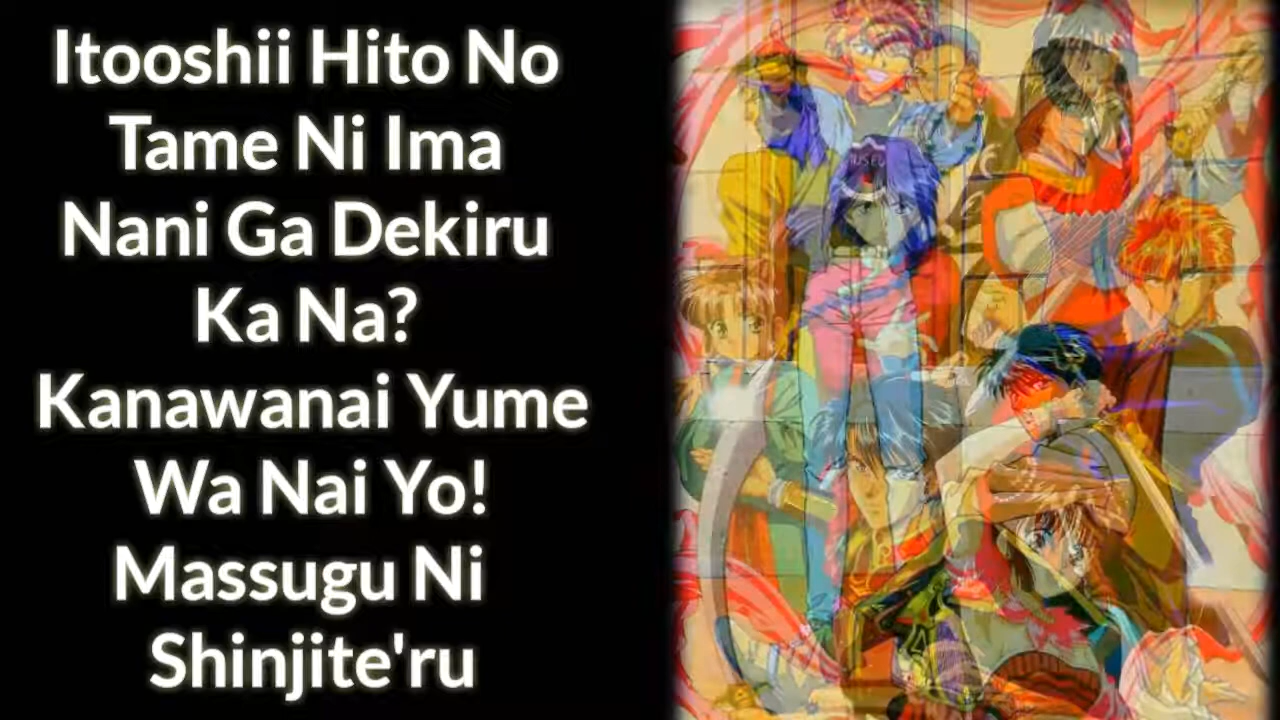 Itooshii Hito No
Tame Ni Ima
Nani Ga Dekiru
Ka Na?
Kanawanai Yume
Wa Nai Yo!
Massugu Ni
Shinjite'ru